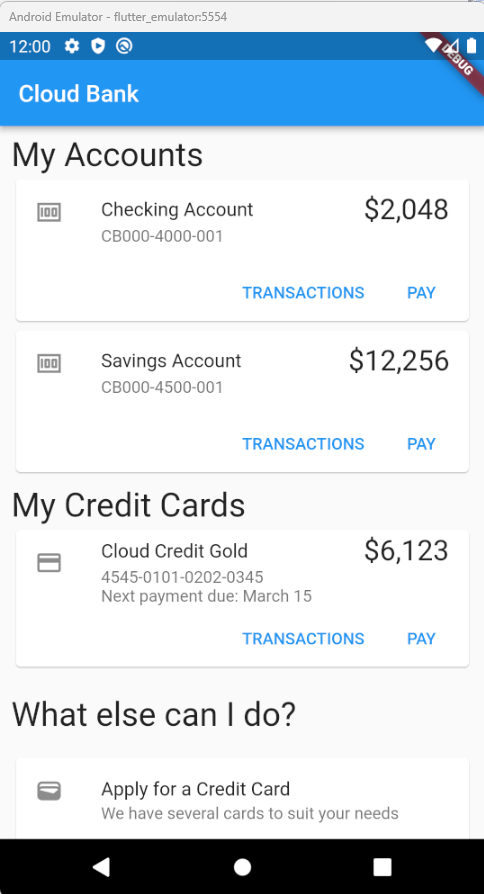 Android Emulator - flutter_emulator:5554
12:00
DEBUG
Cloud Bank
My Accounts
Checking Account $2,048
CB000-4000-001
TRANSACTIONS PAY
Savings Account $12,256
CB000-4500-001
TRANSACTIONS PAY
My Credit Cards
Cloud Credit Gold $6,123
4545-0101-0202-0345
Next payment due: March 15
TRANSACTIONS PAY
What else can I do?
Apply for a Credit Card
We have several cards to suit your needs